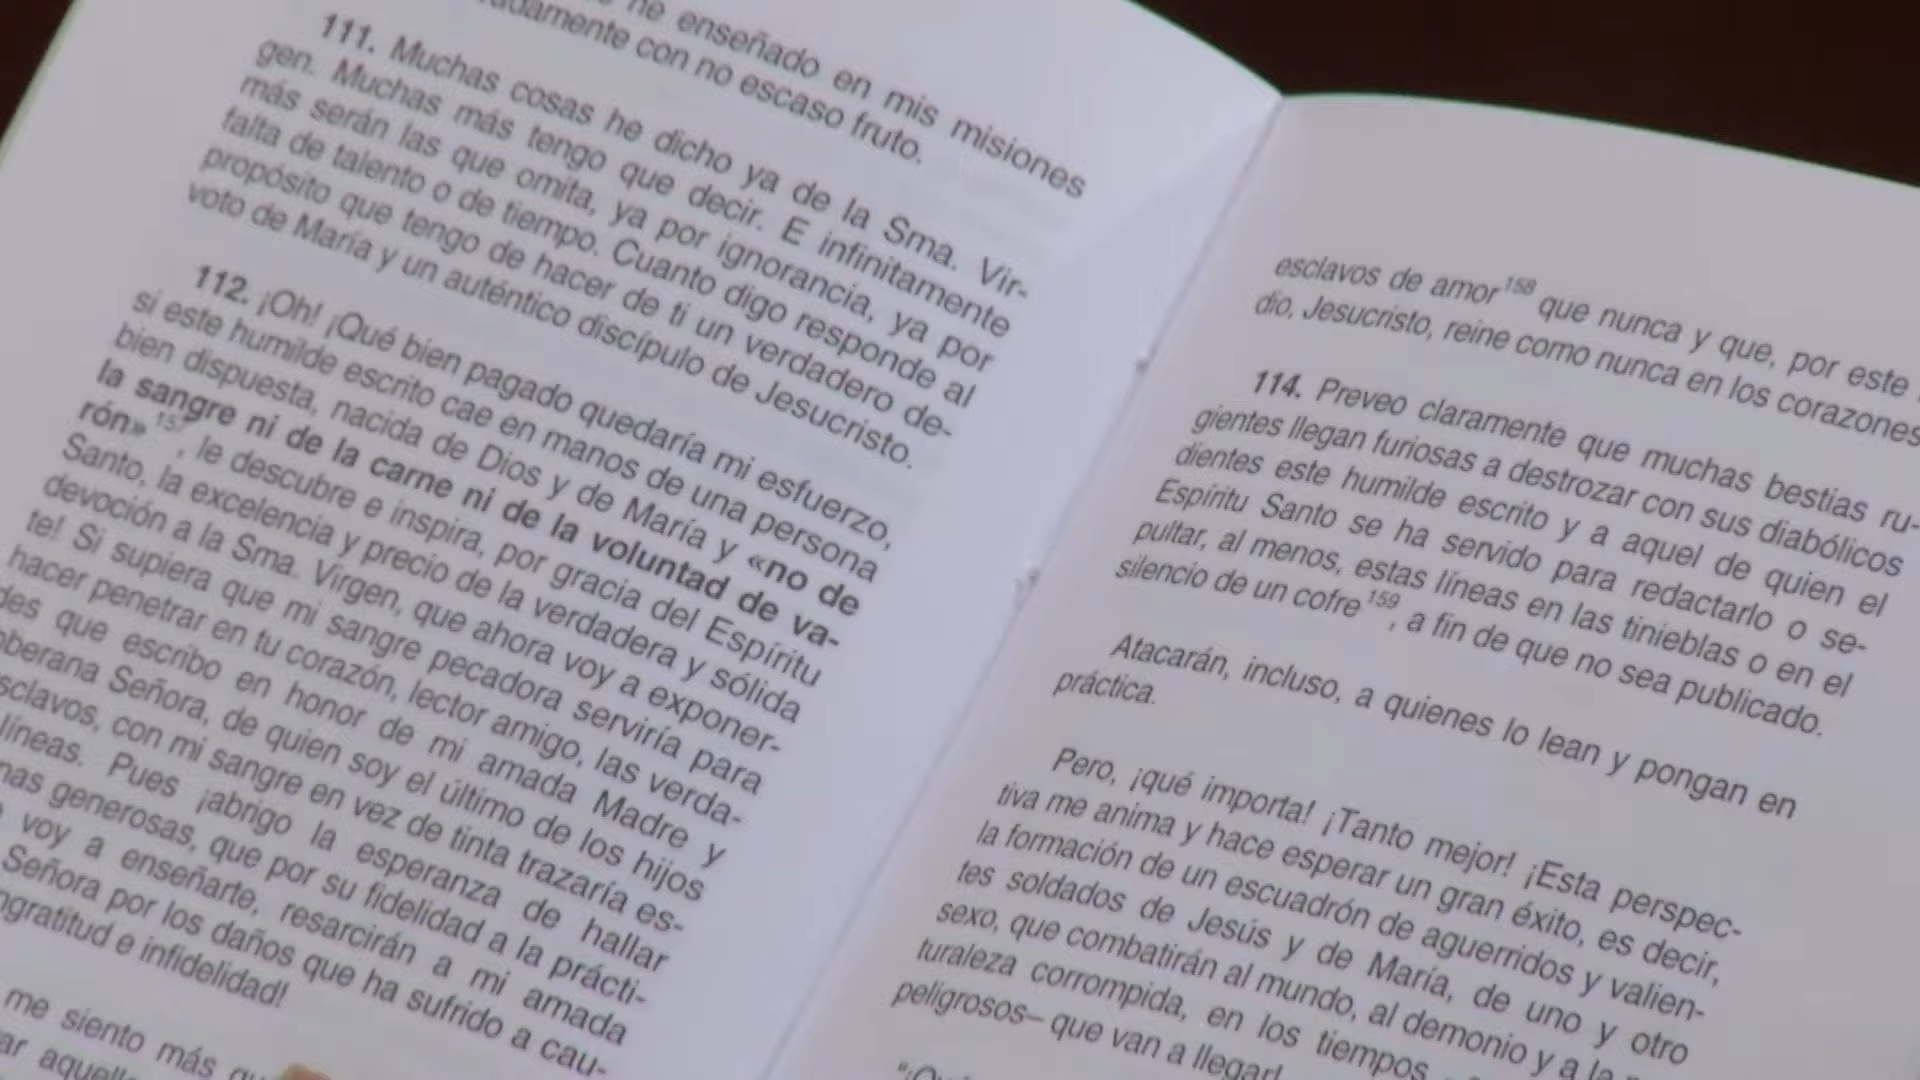 he enseñado en mis misiones
con no escaso fruto.
111. Muchas cosas he dicho ya de la Sma. Vir-
gen. Muchas más tengo que decir. E infinitamente
más serán las que omita, ya por ignorancia, ya por
falta de talento o de tiempo. Cuanto digo responde al
propósito que tengo de hacer de ti un verdadero de-
voto de María y un auténtico discípulo de Jesucristo.
112. ¡Oh! ¡Qué bien pagado quedaría mi esfuerzo,
si este humilde escrito cae en manos de una persona
bien dispuesta, nacida de Dios y de María y «no de
la sangre ni de la carne ni de la voluntad de va-
rón» 157, le descubre e inspira, por gracia del Espíritu
Santo, la excelencia y precio de la verdadera y sólida
devoción a la Sma. Virgen, que ahora voy a exponer-
te! Si supiera que mi sangre pecadora serviría para
hacer penetrar en tu corazón, lector amigo, las verda-
des que escribo en honor de mi amada Madre y
Señora, de quien soy el último de los hijos
con mi sangre en vez de tinta trazaría es-
líneas. Pues ¡abrigo la esperanza de hallar
generosas, que por su fidelidad a la prácti-
voy a enseñarte, resarcirán a mi amada
Señora por los daños que ha sufrido a cau-
ingratitud e infidelidad!
me siento más
esclavos de amor 158 que nunca y que, por este
dio, Jesucristo, reine como nunca en los corazones
114. Preveo claramente que muchas bestias ru-
gientes llegan furiosas a destrozar con sus diabólicos
dientes este humilde escrito y a aquel de quien el
Espíritu Santo se ha servido para redactarlo o se-
pultar, al menos, estas líneas en las tinieblas o en el
silencio de un cofre 159, a fin de que no sea publicado.
Atacarán, incluso, a quienes lo lean y pongan en
práctica.
Pero, ¡qué importa! ¡Tanto mejor! ¡Esta perspec-
tiva me anima y hace esperar un gran éxito, es decir,
la formación de un escuadrón de aguerridos y valien-
tes soldados de Jesús y de María, de uno y otro
sexo, que combatirán al mundo, al demonio y a la
turaleza corrompida, en los tiempos
peligrosos– que van a llegar!